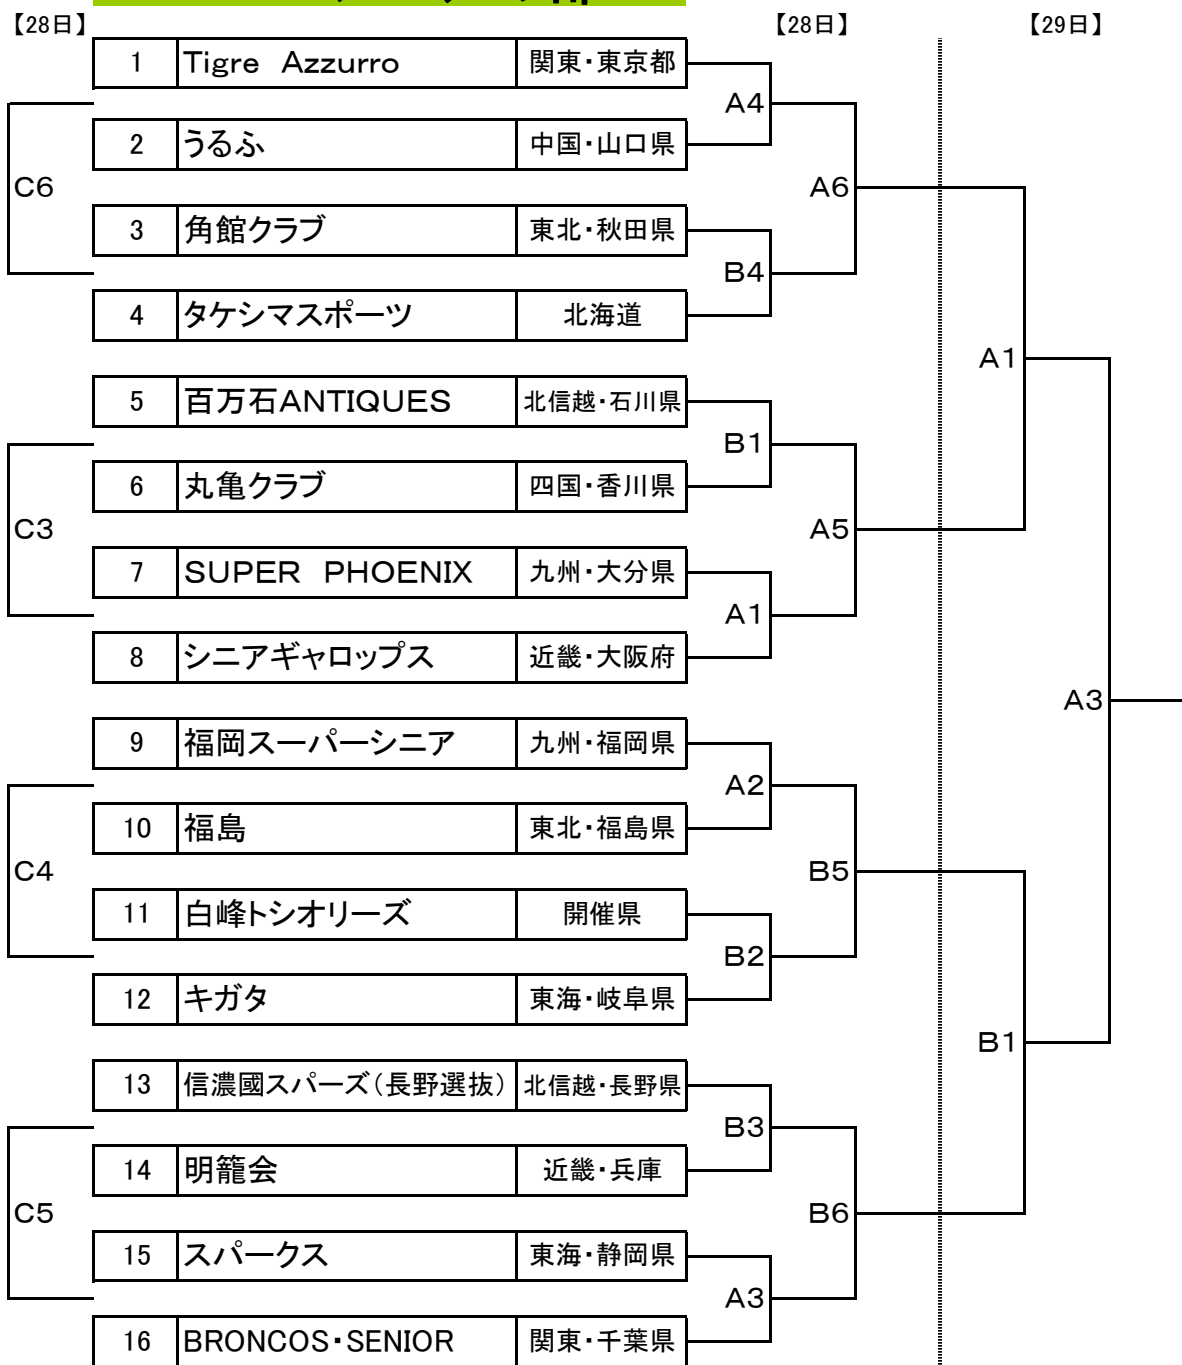 【28日】 【28日】 【29日】
1 Tigre Azzurro 関東・東京都
A4
2 うるふ 中国・山口県
C6 A6
3 角館クラブ 東北・秋田県
B4
4 タケシマスポーツ 北海道
A1
5 百万石ANTIQUES 北信越・石川県
B1
6 丸亀クラブ 四国・香川県
C3 A5
7 SUPER PHOENIX 九州・大分県
A1
8 シニアギャロップス 近畿・大阪府
A3
9 福岡スーパーシニア 九州・福岡県
A2
10 福島 東北・福島県
C4 B5
11 白峰トシオリーズ 開催県
B2
12 キガタ 東海・岐阜県
B1
13 信濃國スパーズ（長野選抜） 北信越・長野県
B3
14 明籠会 近畿・兵庫
C5 B6
15 スパークス 東海・静岡県
A3
16 BRONCOS・SENIOR 関東・千葉県